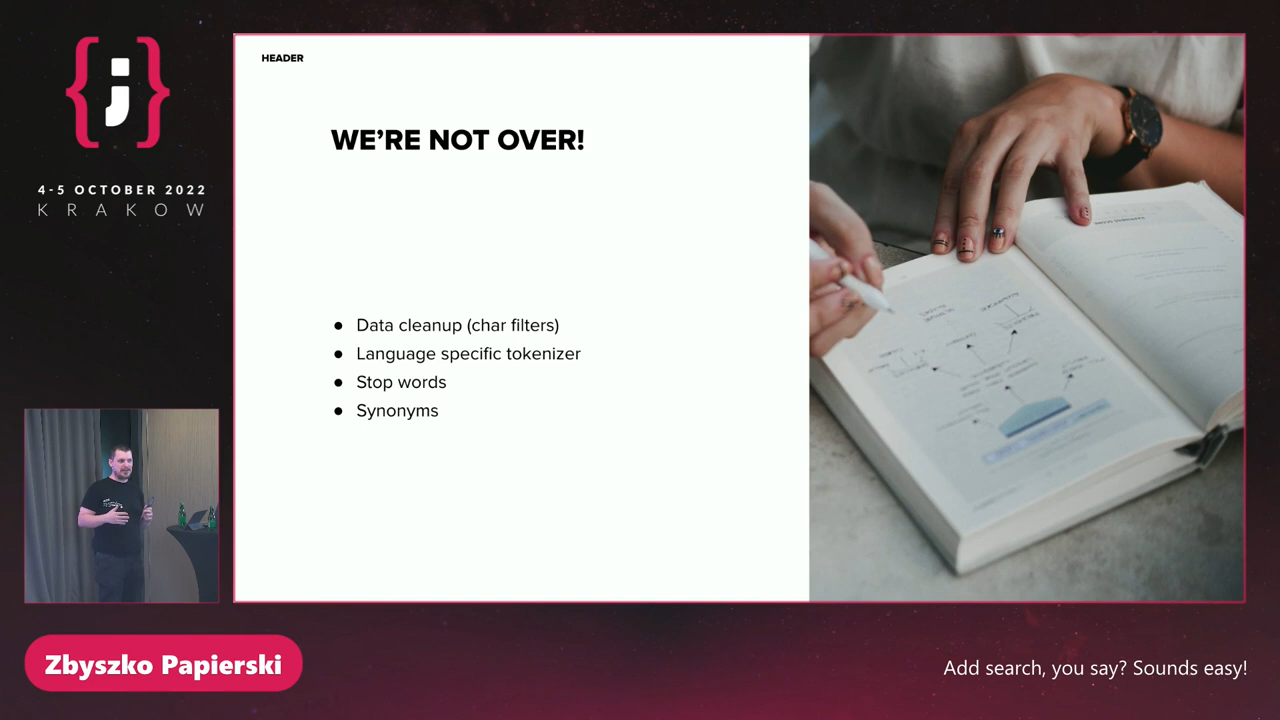 {;}
4-5 OCTOBER 2022
KRAKOW
HEADER
WE’RE NOT OVER!
● Data cleanup (char filters)
● Language specific tokenizer
● Stop words
● Synonyms
Zbyszko Papierski
Add search, you say? Sounds easy!